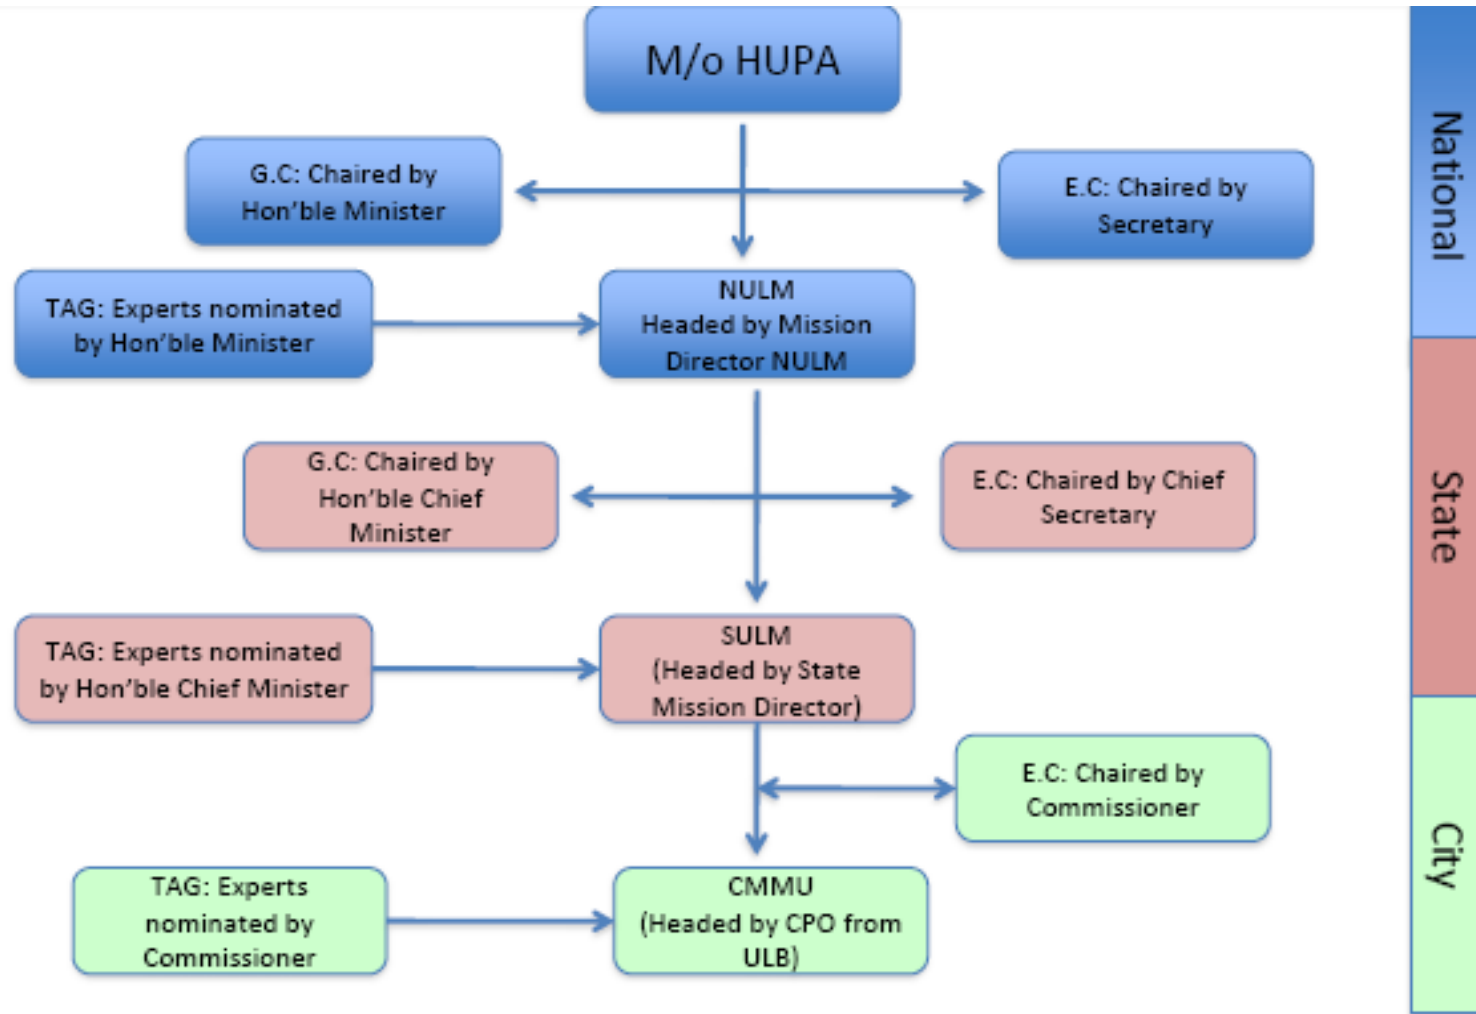 M/o HUPA
G.C: Chaired by
Hon'ble Minister
E.C: Chaired by
Secretary
National
TAG: Experts nominated
by Hon'ble Minister
NULM
Headed by Mission
Director NULM
G.C: Chaired by
Hon'ble Chief
Minister
E.C: Chaired by Chief
Secretary
State
TAG: Experts nominated
by Hon'ble Chief Minister
SULM
(Headed by State
Mission Director)
E.C: Chaired by
Commissioner
City
TAG: Experts
nominated by
Commissioner
CMMU
(Headed by CPO from
ULB)